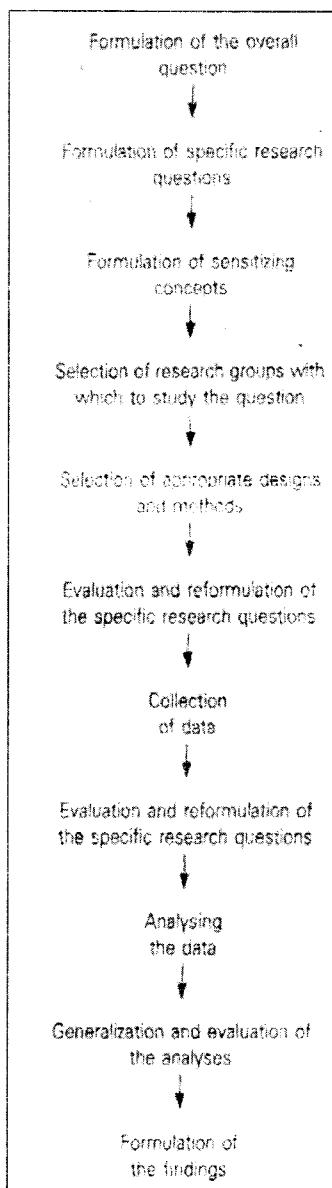 Formulation of the overall
question
Formulation of specific research
questions
Formulation of sensitizing
concepts
Selection of research groups with
which to study the question
Selection of appropriate designs
and methods
Evaluation and reformulation of
the specific research questions
Collection
of data
Evaluation and reformulation of
the specific research questions
Analysing
the data
Generalization and evaluation of
the analyses
Formulation of
the findings